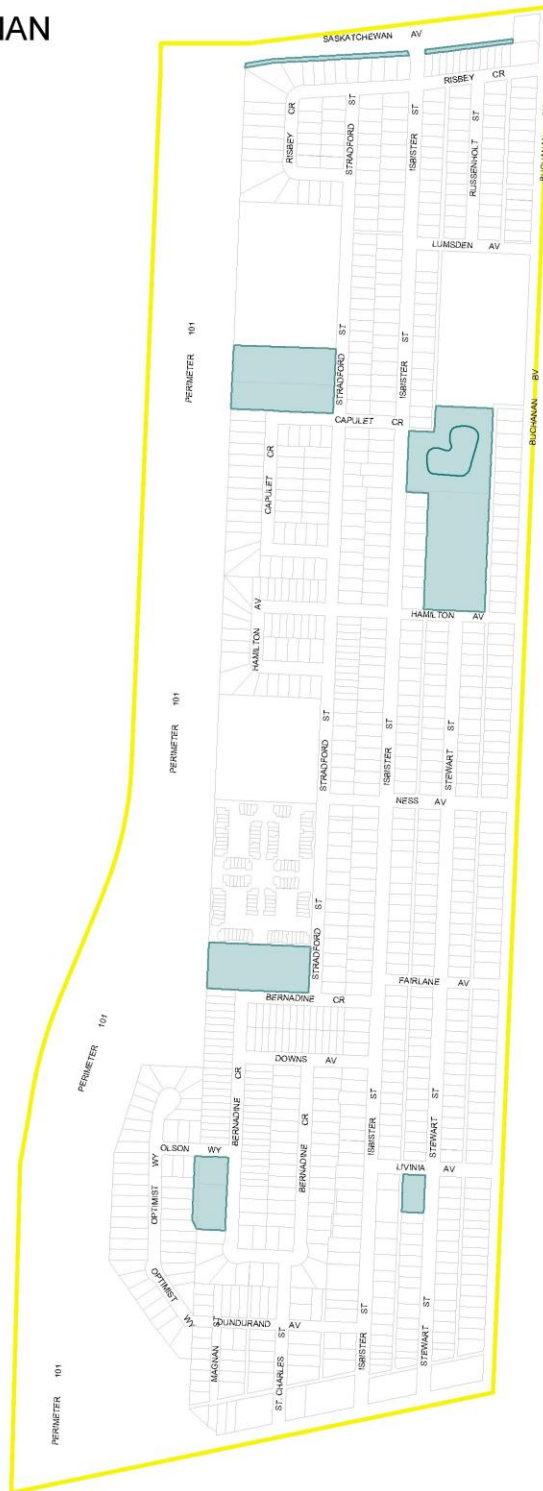 HAN
SASKATCHEWAN AV
RISBEY CR
RISBEY CR
STRADFORD ST
ISBISTER ST
RUSSENHOLT ST
LUMSDEN AV
PERIMETER 101
STRADFORD ST
ISBISTER ST
BUCHANAN BV
CAPULET CR
CAPULET CR
HAMILTON AV
HAMILTON AV
PERIMETER 101
STRADFORD ST
ISBISTER ST
STEWART ST
NESS AV
STRADFORD ST
FAIRLANE AV
BERNADINE CR
PERIMETER 101
DOWNS AV
BERNADINE CR
BERNADINE CR
ISBISTER ST
STEWART ST
OLSON WY
LIVINIA AV
OPTIMIST WY
OPTIMIST WY
DUNDURAND AV
MAGNAN ST
ST. CHARLES ST
ISBISTER ST
STEWART ST
PERIMETER 101